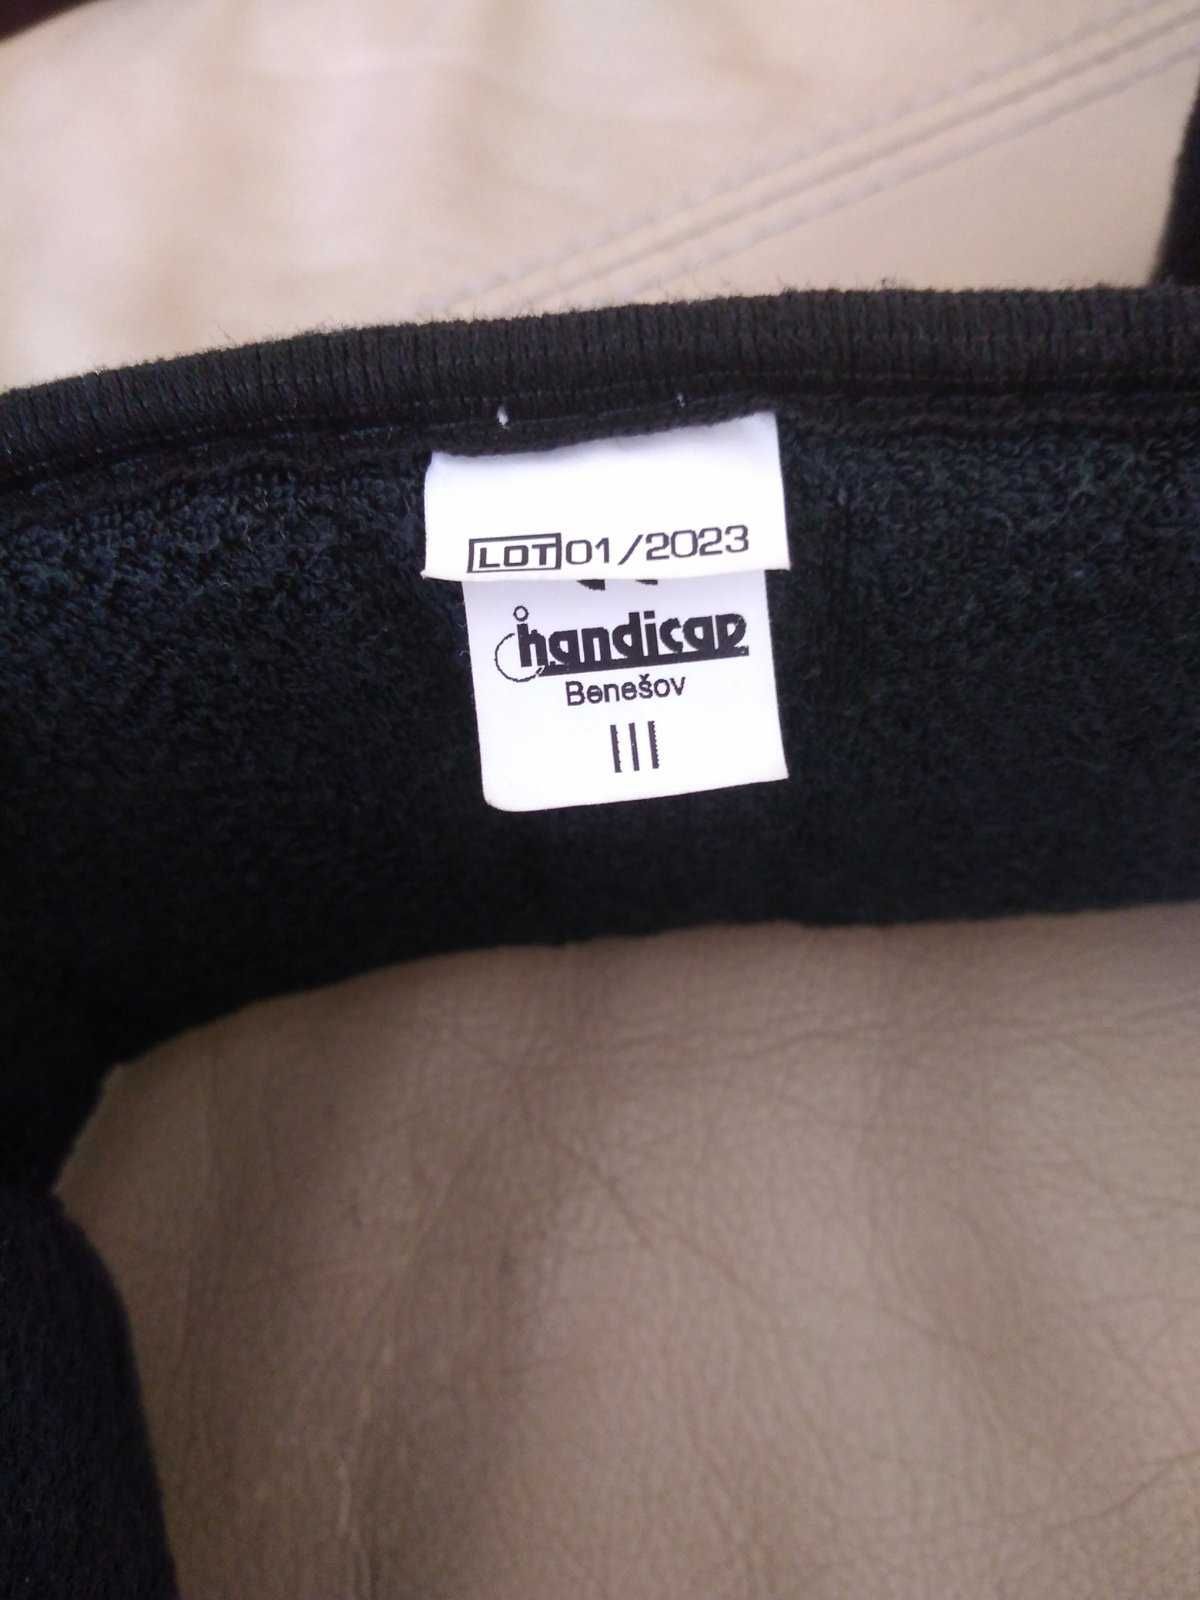 LOT 01/2023
handicap
Benešov
III